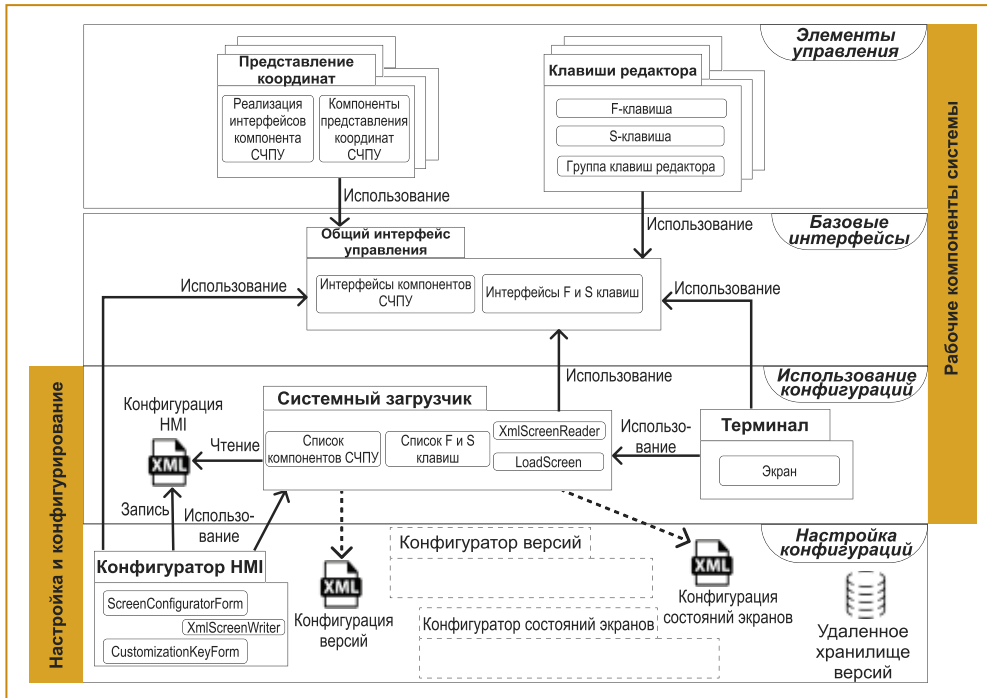 Элементы
управления
Представление
координат
Реализация
интерфейсов
компонента
СЧПУ
Компоненты
представления
координат
СЧПУ
Клавиши редактора
F-клавиша
S-клавиша
Группа клавиш редактора
Использование
Использование
Рабочие компоненты системы
Базовые
интерфейсы
Общий интерфейс
управления
Интерфейсы компонентов
СЧПУ
Интерфейсы F и S клавиш
Использование
Использование
Использование
Использование
конфигураций
Настройка и конфигурирование
Конфигурация
HMI
XML
Чтение
Системный загрузчик
Список
компонентов СЧПУ
Список F и S
клавиш
XmlScreenReader
LoadScreen
Использо-
вание
Терминал
Экран
Запись
Использо-
вание
Настройка
конфигураций
Конфигуратор HMI
ScreenConfiguratorForm
XmlScreenWriter
CustomizationKeyForm
XML
Конфигурация
версий
Конфигуратор версий
Конфигуратор состояний экранов
XML
Конфигурация
состояний экранов
Удаленное
хранилище
версий